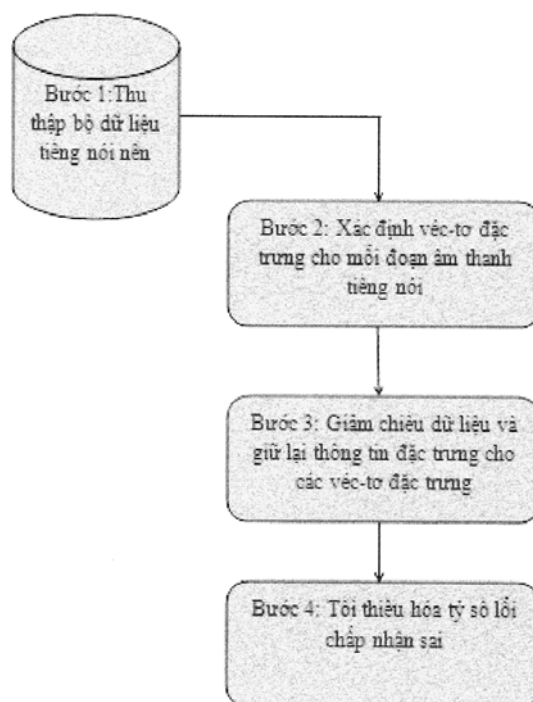 Bước 1:Thu
thập bộ dữ liệu
tiếng nói nền
Bước 2: Xác định véc-tơ đặc
trưng cho mỗi đoạn âm thanh
tiếng nói
Bước 3: Giảm chiều dữ liệu và
giữ lại thông tin đặc trưng cho
các véc-tơ đặc trưng
Bước 4: Tối thiểu hóa tỷ số lỗi
chấp nhận sai